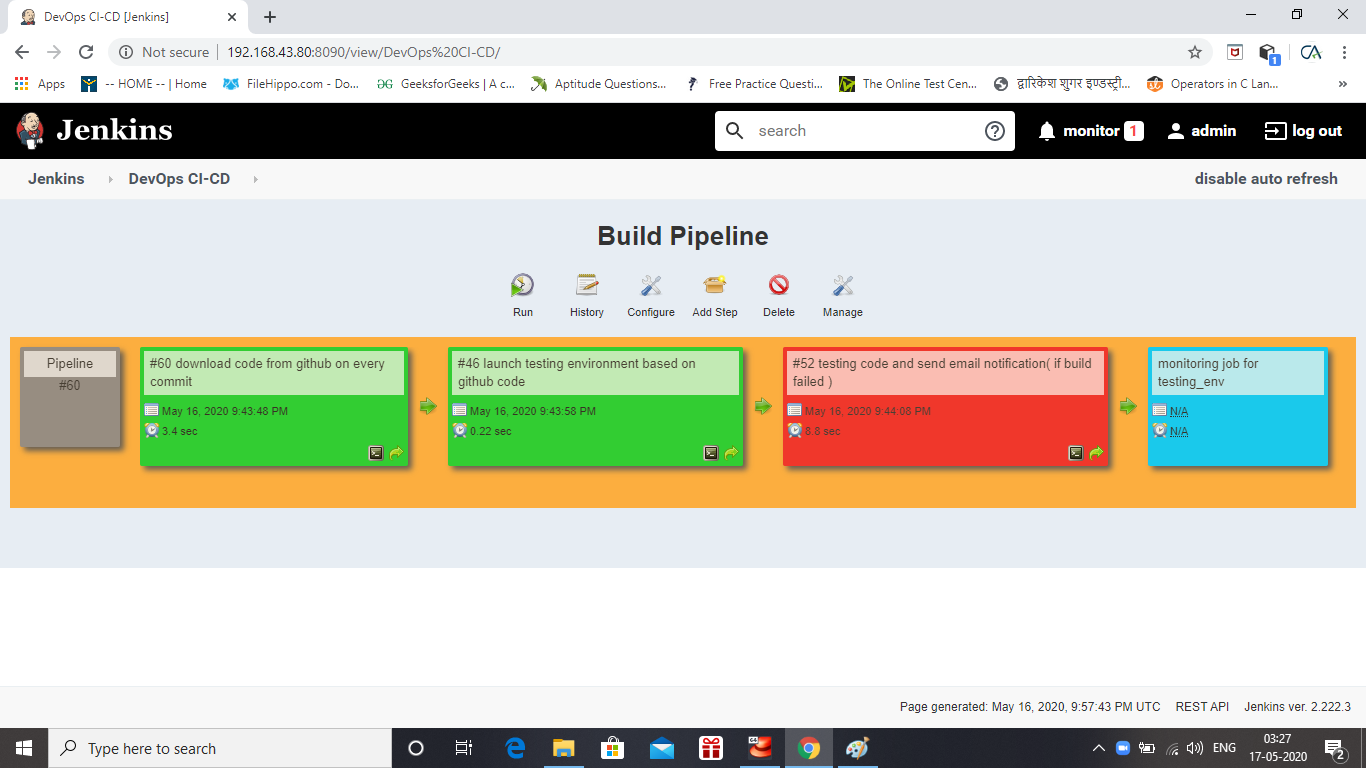 DevOps CI-CD [Jenkins]
Not secure
192.168.43.80:8090/view/DevOps%20CI-CD/
1
Apps
-- HOME -- | Home
FileHippo.com - Do...
GeeksforGeeks | A c...
Aptitude Questions...
Free Practice Questi...
The Online Test Cen...
द्वारिकेश शुगर इण्डस्ट्री...
Operators in C Lan...
»
Jenkins
search
monitor 1
admin
log out
Jenkins
DevOps CI-CD
disable auto refresh
Build Pipeline
Run
History
Configure
Add Step
Delete
Manage
Pipeline
#60
#60 download code from github on every
commit
May 16, 2020 9:43:48 PM
3.4 sec
#46 launch testing environment based on
github code
May 16, 2020 9:43:58 PM
0.22 sec
#52 testing code and send email notification( if build
failed )
May 16, 2020 9:44:08 PM
8.8 sec
monitoring job for
testing_env
N/A
N/A
Page generated: May 16, 2020, 9:57:43 PM UTC
REST API
Jenkins ver. 2.222.3
Type here to search
ENG
03:27
17-05-2020
2